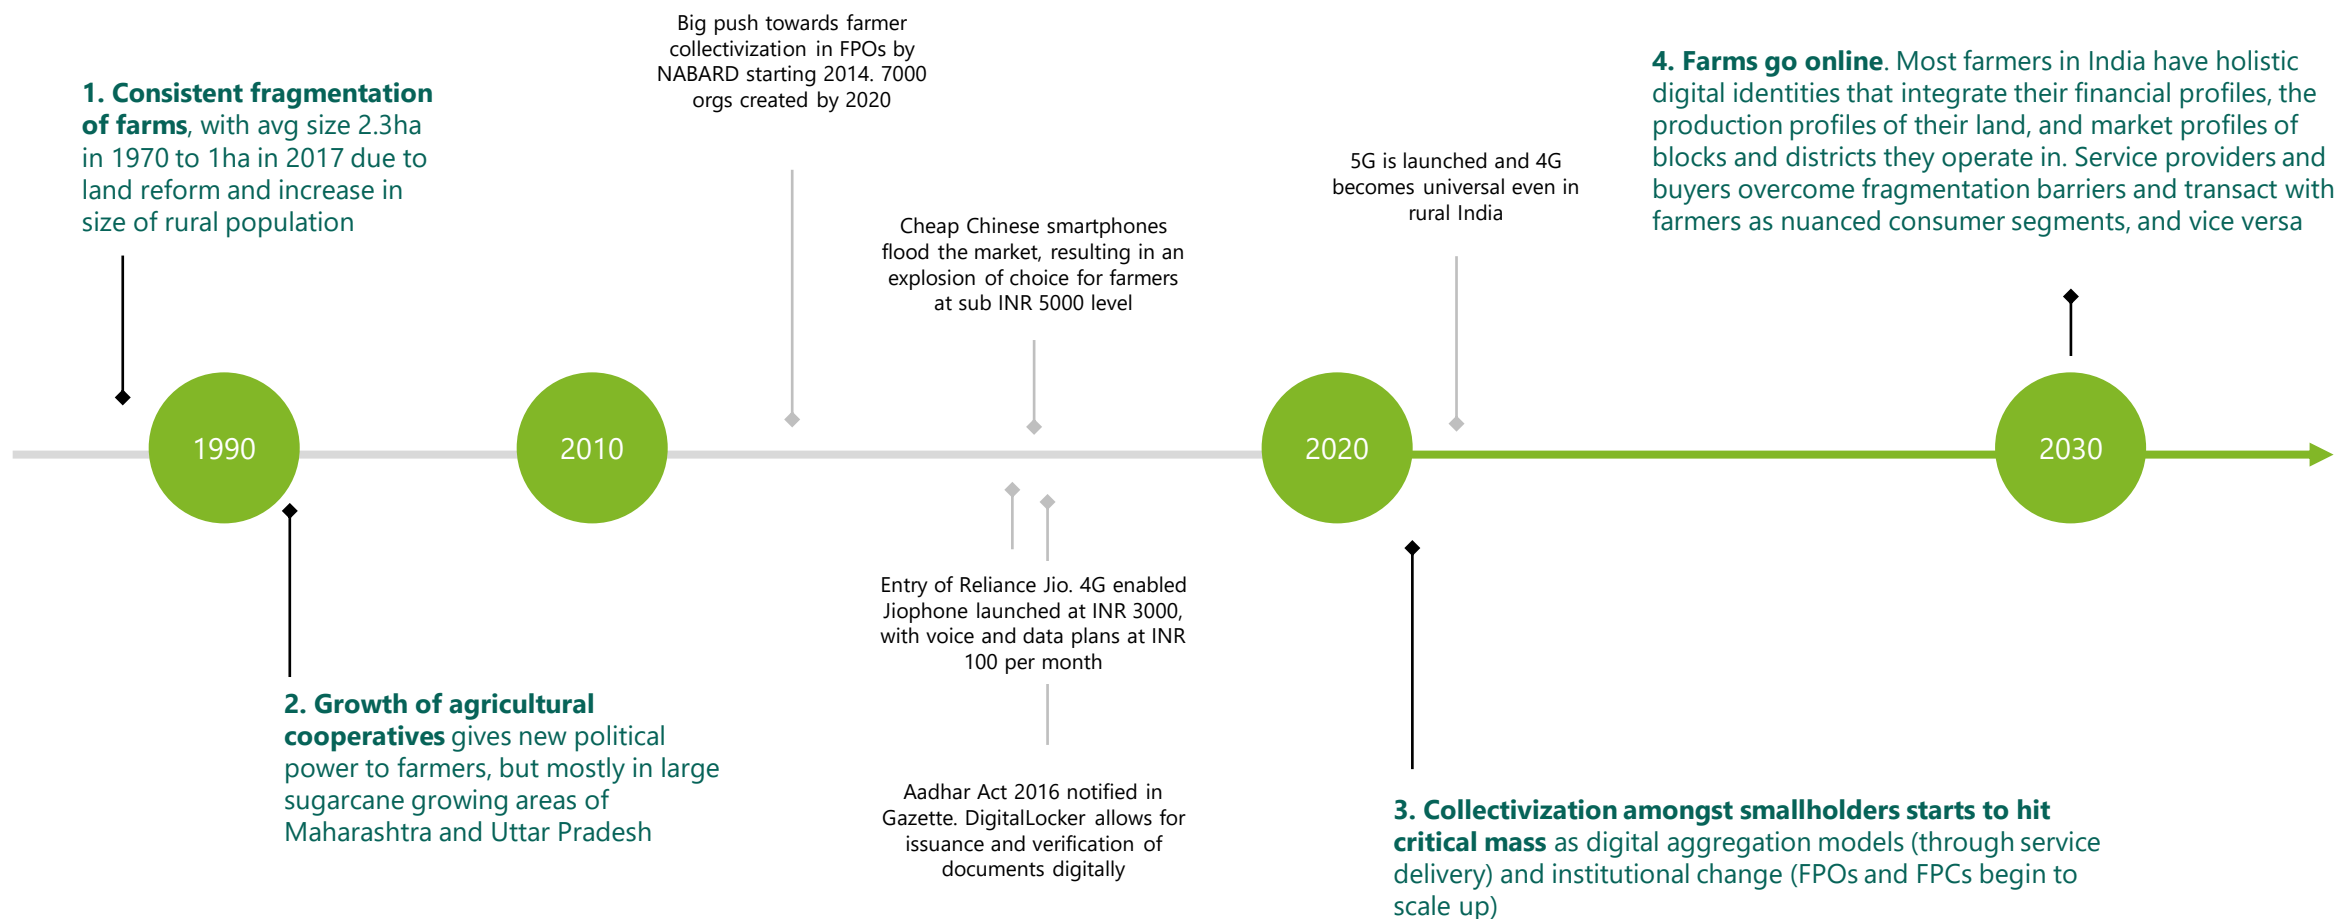 Big push towards farmer
collectivization in FPOs by
NABARD starting 2014. 7000
orgs created by 2020
1. Consistent fragmentation
of farms, with avg size 2.3ha
in 1970 to 1ha in 2017 due to
land reform and increase in
size of rural population
Cheap Chinese smartphones
flood the market, resulting in an
explosion of choice for farmers
at sub INR 5000 level
5G is launched and 4G
becomes universal even in
rural India
4. Farms go online. Most farmers in India have holistic
digital identities that integrate their financial profiles, the
production profiles of their land, and market profiles of
blocks and districts they operate in. Service providers and
buyers overcome fragmentation barriers and transact with
farmers as nuanced consumer segments, and vice versa
1990
2010
2020
2030
Entry of Reliance Jio. 4G enabled
Jiophone launched at INR 3000,
with voice and data plans at INR
100 per month
2. Growth of agricultural
cooperatives gives new political
power to farmers, but mostly in large
sugarcane growing areas of
Maharashtra and Uttar Pradesh
Aadhar Act 2016 notified in
Gazette. DigitalLocker allows for
issuance and verification of
documents digitally
3. Collectivization amongst smallholders starts to hit
critical mass as digital aggregation models (through service
delivery) and institutional change (FPOs and FPCs begin to
scale up)